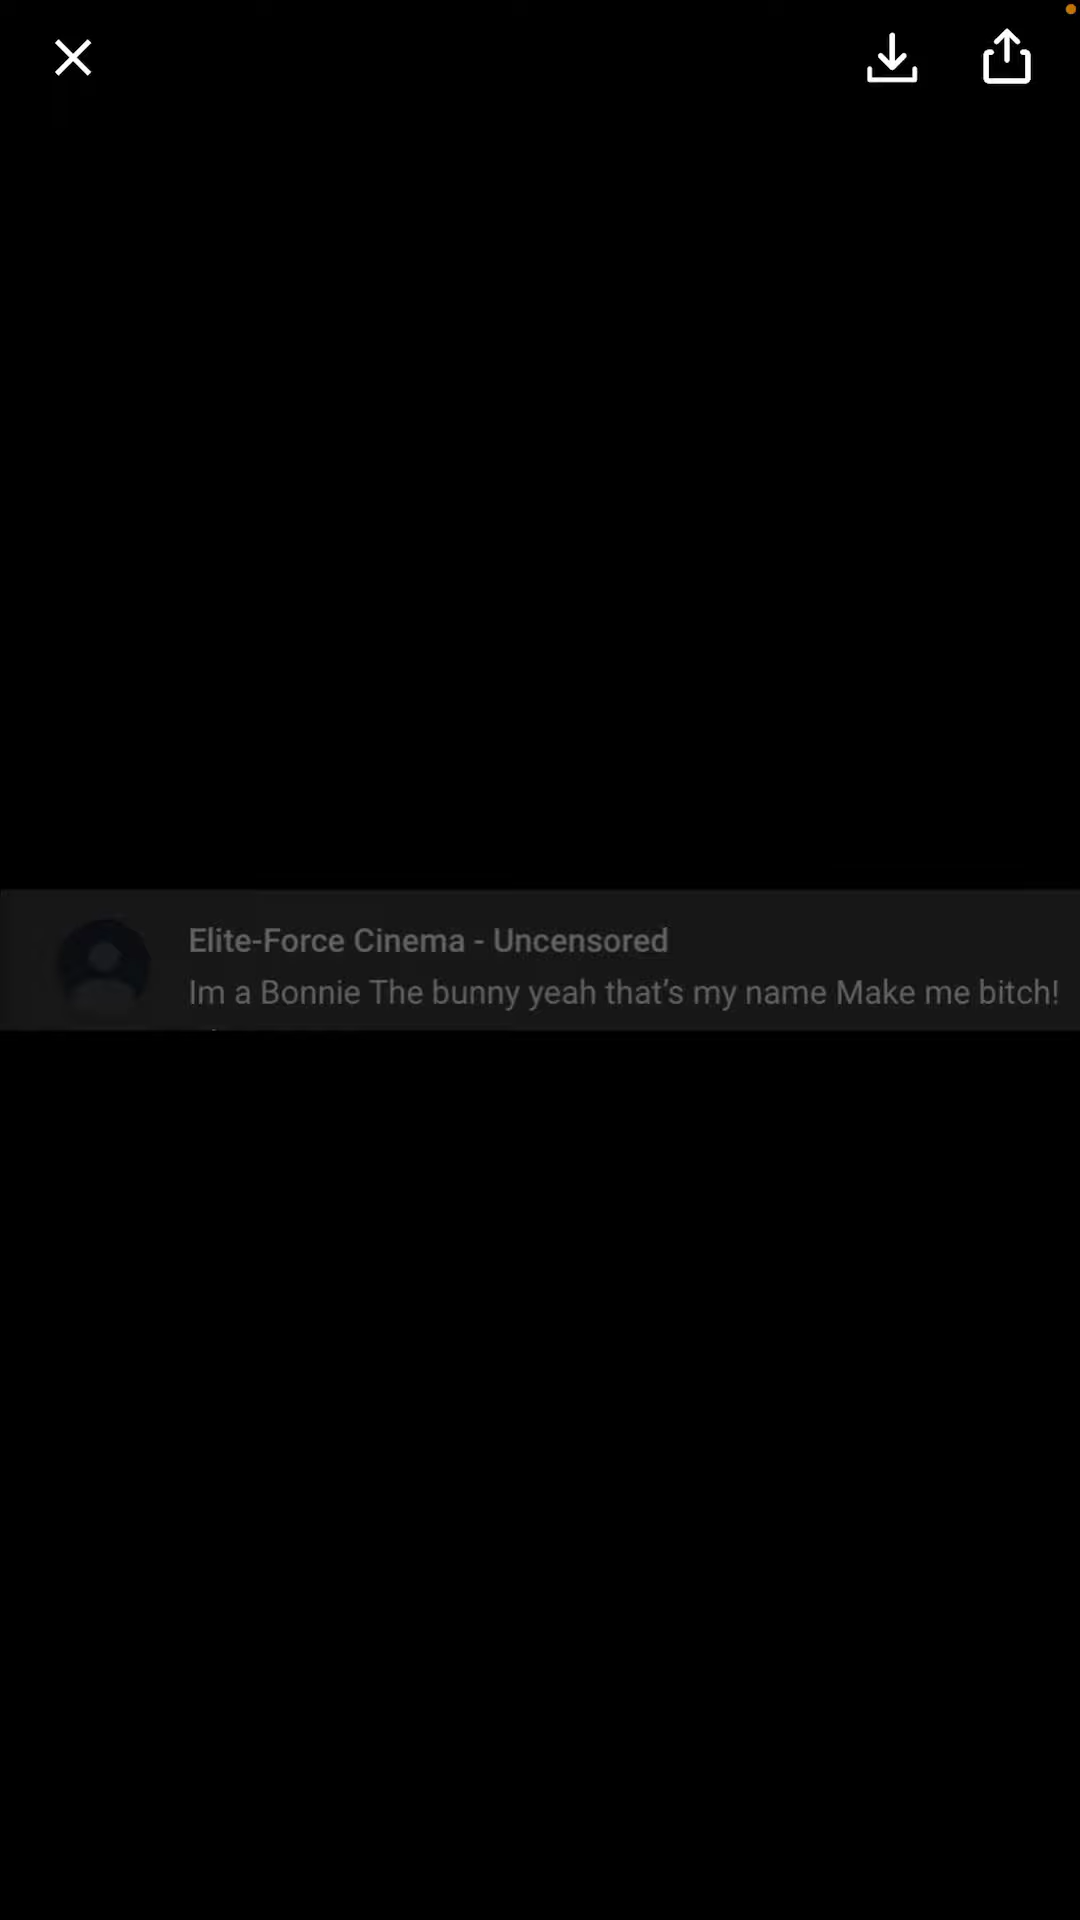 Elite-Force Cinema - Uncensored
Im a Bonnie The bunny yeah that's my name Make me bitch!